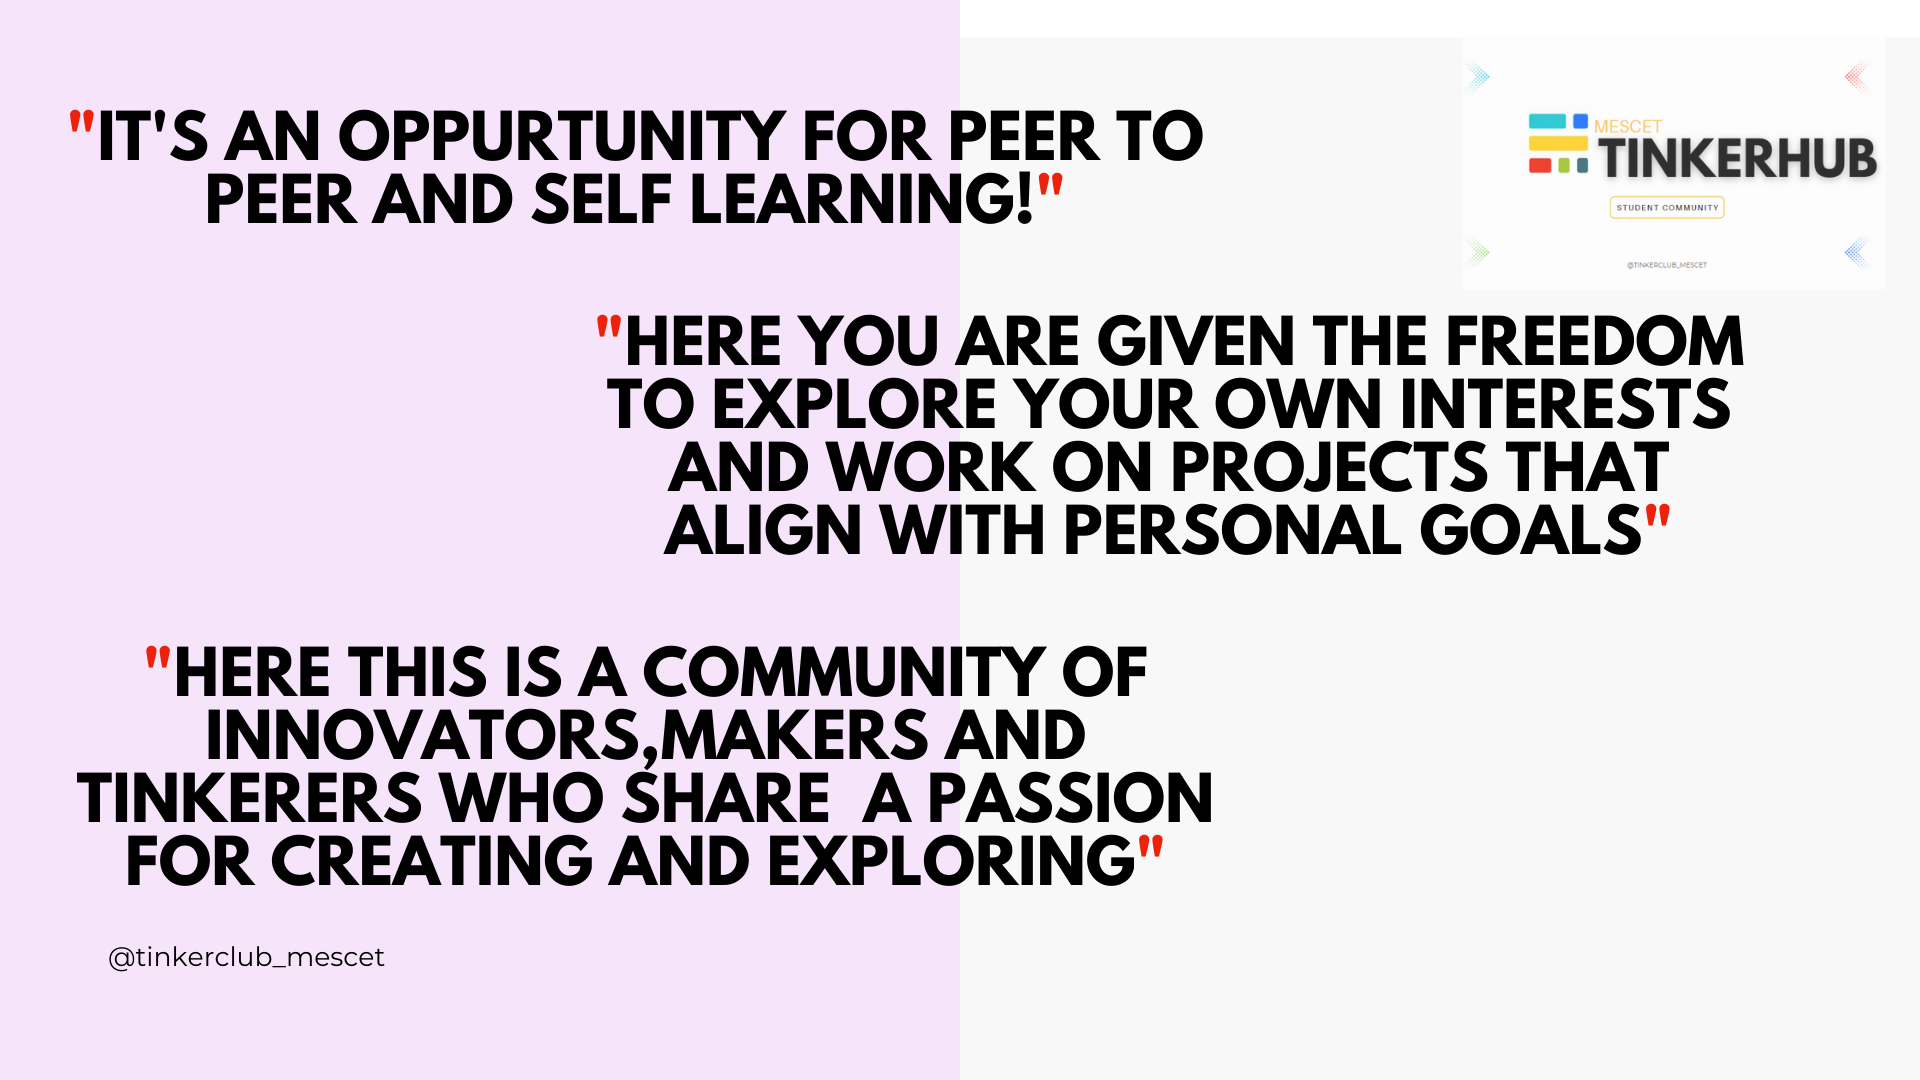 "IT'S AN OPPURTUNITY FOR PEER TO
PEER AND SELF LEARNING!"
MESCET
TINKERHUB
STUDENT COMMUNITY
@TINKERCLUB_MESCET
"HERE YOU ARE GIVEN THE FREEDOM
TO EXPLORE YOUR OWN INTERESTS
AND WORK ON PROJECTS THAT
ALIGN WITH PERSONAL GOALS"
"HERE THIS IS A COMMUNITY OF
INNOVATORS,MAKERS AND
TINKERERS WHO SHARE  A PASSION
FOR CREATING AND EXPLORING"
@tinkerclub_mescet